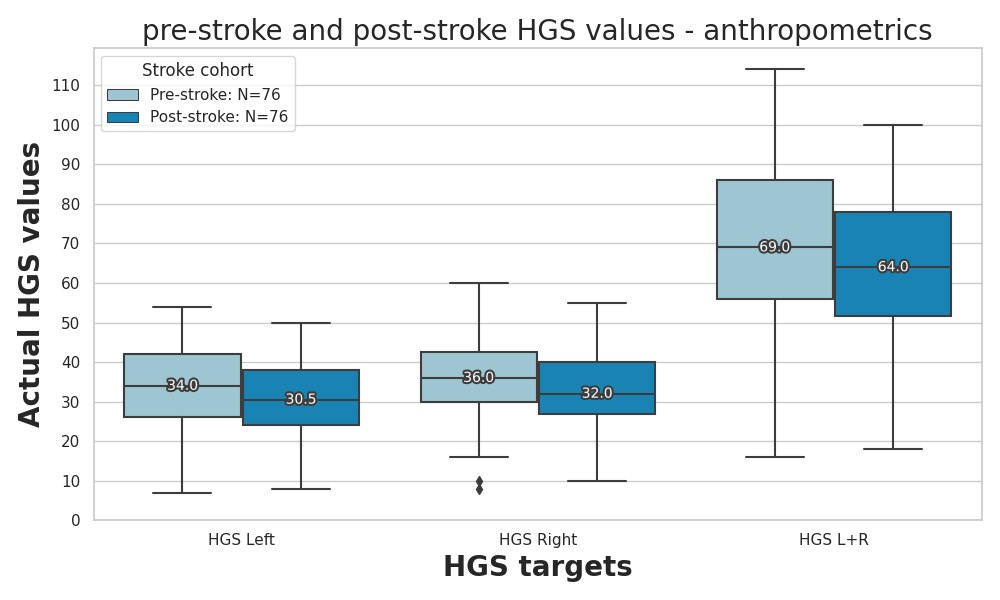 pre-stroke and post-stroke HGS values - anthropometrics
Stroke cohort
Pre-stroke: N=76
Post-stroke: N=76
Actual HGS values
110
100
90
80
70
60
50
40
30
20
10
0
34.0
30.5
36.0
32.0
69.0
64.0
HGS Left
HGS Right
HGS L+R
HGS targets